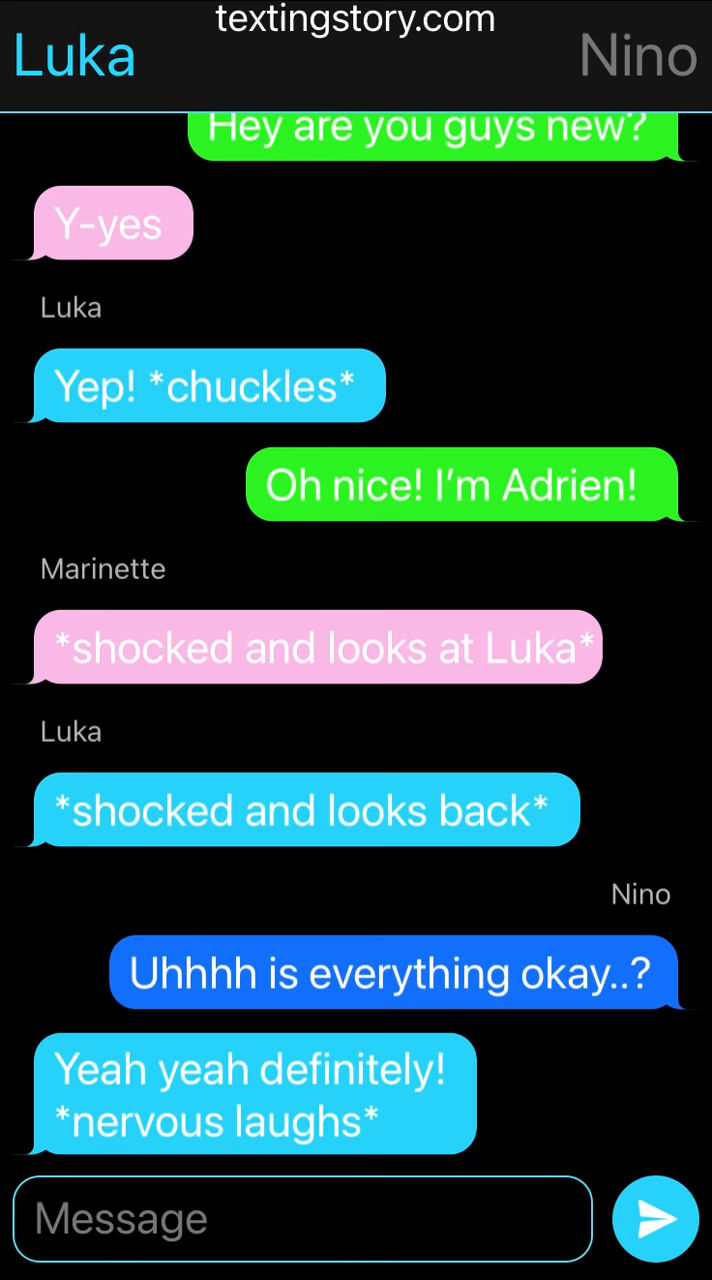 textingstory.com
Luka
Nino
Hey are you guys new?
Y-yes
Luka
Yep! *chuckles*
Oh nice! I’m Adrien!
Marinette
*shocked and looks at Luka*
Luka
*shocked and looks back*
Nino
Uhhhh is everything okay..?
Yeah yeah definitely!
*nervous laughs*
Message